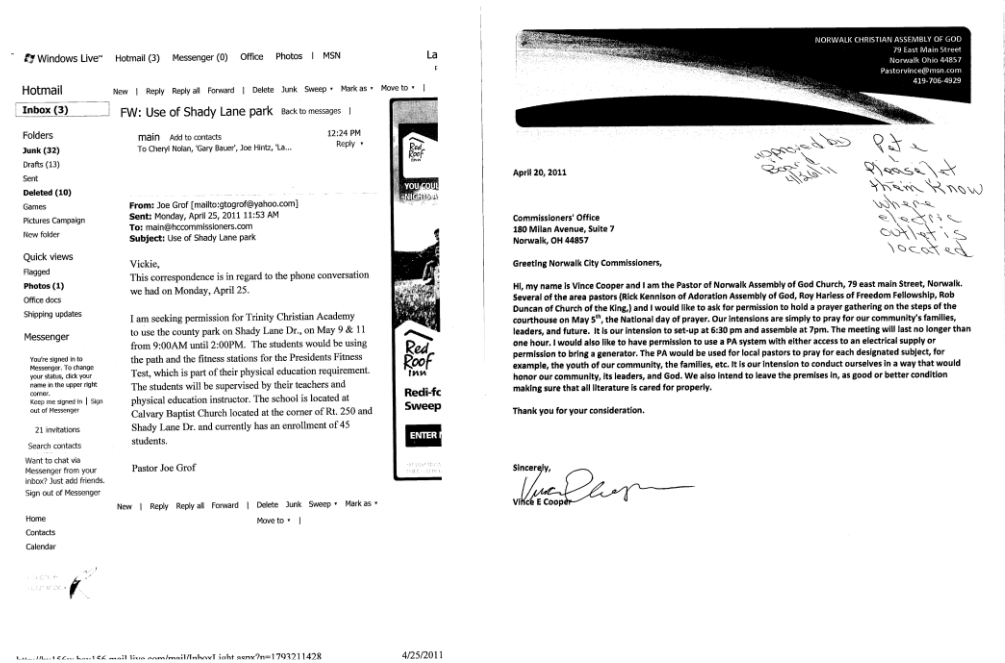 Windows Live™ Hotmail (3) Messenger (0) Office Photos | MSN La
Hotmail
New | Reply Reply all Forward | Delete Junk Sweep Mark as Move to |
Inbox (3)
FW: Use of Shady Lane park Back to messages |
Folders
Junk (32)
Drafts (13)
Sent
Deleted (10)
Games
Pictures Campaign
New folder
Quick views
Flagged
Photos (1)
Office docs
Shipping updates
Messenger
You're signed in to
Messenger. To change
your status, click your
name in the upper right
corner.
Keep me signed in | Sign
out of Messenger
21 invitations
Search contacts
Want to chat via
Messenger from your
inbox? Just add friends.
Sign out of Messenger
Home
Contacts
Calendar
main Add to contacts 12:24 PM
To Cheryl Nolan, 'Gary Bauer', Joe Hintz, 'La... Reply
From: Joe Grof [mailto:gtogrof@yahoo.com]
Sent: Monday, April 25, 2011 11:53 AM
To: main@hccommissioners.com
Subject: Use of Shady Lane park
Vickie,
This correspondence is in regard to the phone conversation
we had on Monday, April 25.
I am seeking permission for Trinity Christian Academy
to use the county park on Shady Lane Dr., on May 9 & 11
from 9:00AM until 2:00PM. The students would be using
the path and the fitness stations for the Presidents Fitness
Test, which is part of their physical education requirement.
The students will be supervised by their teachers and
physical education instructor. The school is located at
Calvary Baptist Church located at the corner of Rt. 250 and
Shady Lane Dr. and currently has an enrollment of 45
students.
Pastor Joe Grof
New | Reply Reply all Forward | Delete Junk Sweep Mark as
Move to |
Red
Roof
Inn
YOU COUL
NIGHTS A
Red
Roof
Inn
Redi-fo
Sweep
ENTER
4/25/2011
NORWALK CHRISTIAN ASSEMBLY OF GOD
79 East Main Street
Norwalk Ohio 44857
Pastorvince@msn.com
419-706-4929
approved by
Board
4/26/11
Pete
Please let
them know
where
electric
outlet is
located
April 20, 2011
Commissioners' Office
180 Milan Avenue, Suite 7
Norwalk, OH 44857
Greeting Norwalk City Commissioners,
Hi, my name is Vince Cooper and I am the Pastor of Norwalk Assembly of God Church, 79 east main Street, Norwalk.
Several of the area pastors (Rick Kennison of Adoration Assembly of God, Roy Harless of Freedom Fellowship, Rob
Duncan of Church of the King,) and I would like to ask for permission to hold a prayer gathering on the steps of the
courthouse on May 5th, the National day of prayer. Our intensions are simply to pray for our community's families,
leaders, and future. It is our intension to set-up at 6:30 pm and assemble at 7pm. The meeting will last no longer than
one hour. I would also like to have permission to use a PA system with either access to an electrical supply or
permission to bring a generator. The PA would be used for local pastors to pray for each designated subject, for
example, the youth of our community, the families, etc. It is our intension to conduct ourselves in a way that would
honor our community, its leaders, and God. We also intend to leave the premises in, as good or better condition
making sure that all literature is cared for properly.
Thank you for your consideration.
Sincerely,
Vince E Cooper